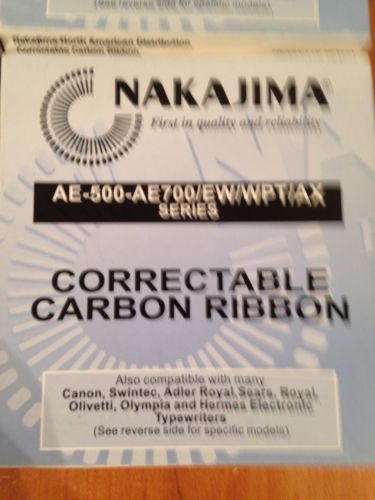 (See reverse side for specific models)
Nakajima North American Distribution
Correctable Carbon Ribbon
NAKAJIMA®
First in quality and reliability
AE-500-AE700/EW/WPT/AX
SERIES
CORRECTABLE
CARBON RIBBON
Also compatible with many
Canon, Swintec, Adler Royal,Sears, Royal,
Olivetti, Olympia and Hermes Electronic
Typewriters
(See reverse side for specific models)